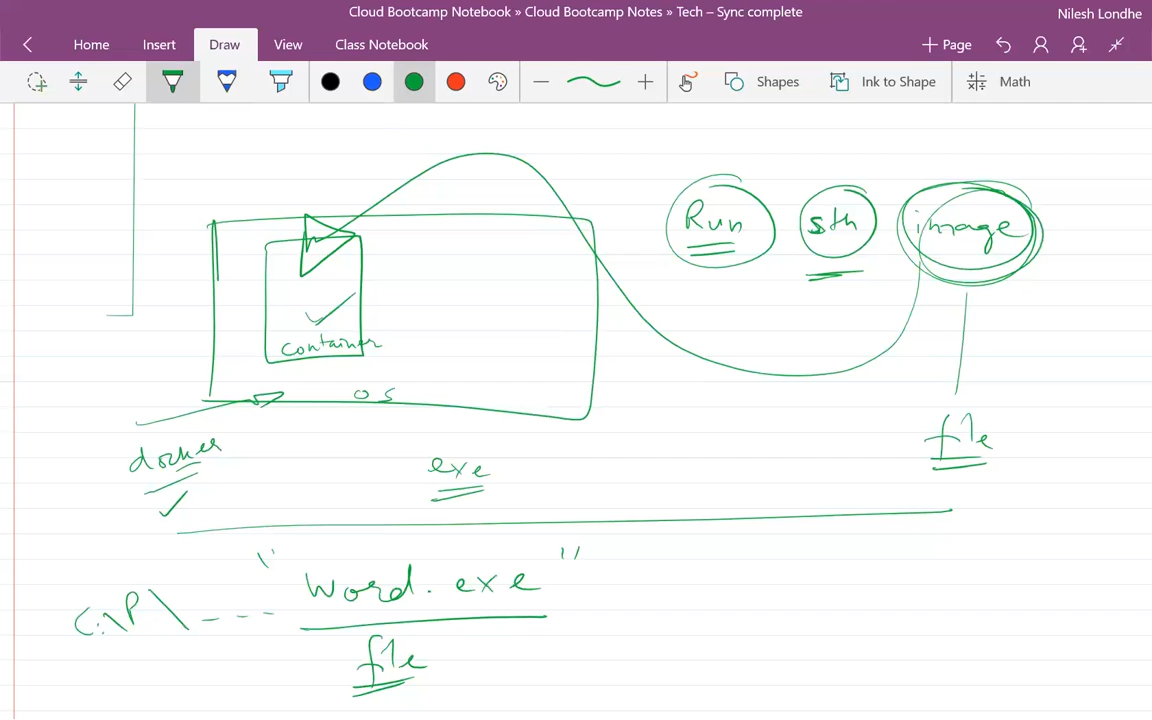 Cloud Bootcamp Notebook » Cloud Bootcamp Notes » Tech – Sync complete
Nilesh Londhe
Home Insert Draw View Class Notebook
Page
Shapes Ink to Shape Math
Run sth image
container
OS
docker
file
exe
C:\P\ --- "Word.exe"
file